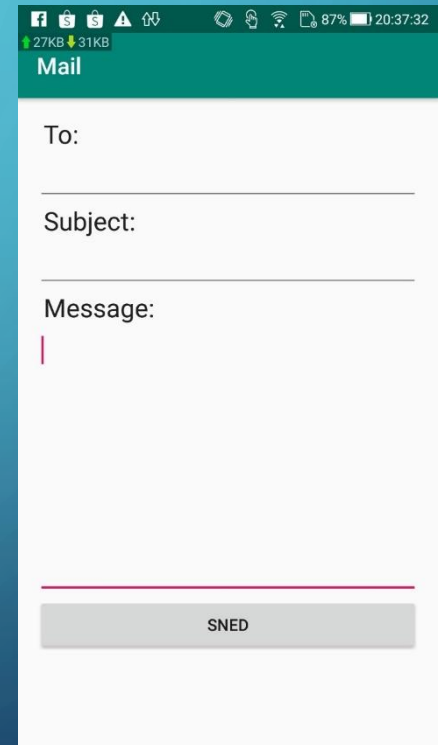 87% 20:37:32
27KB 31KB
Mail
To:
Subject:
Message:
SNED